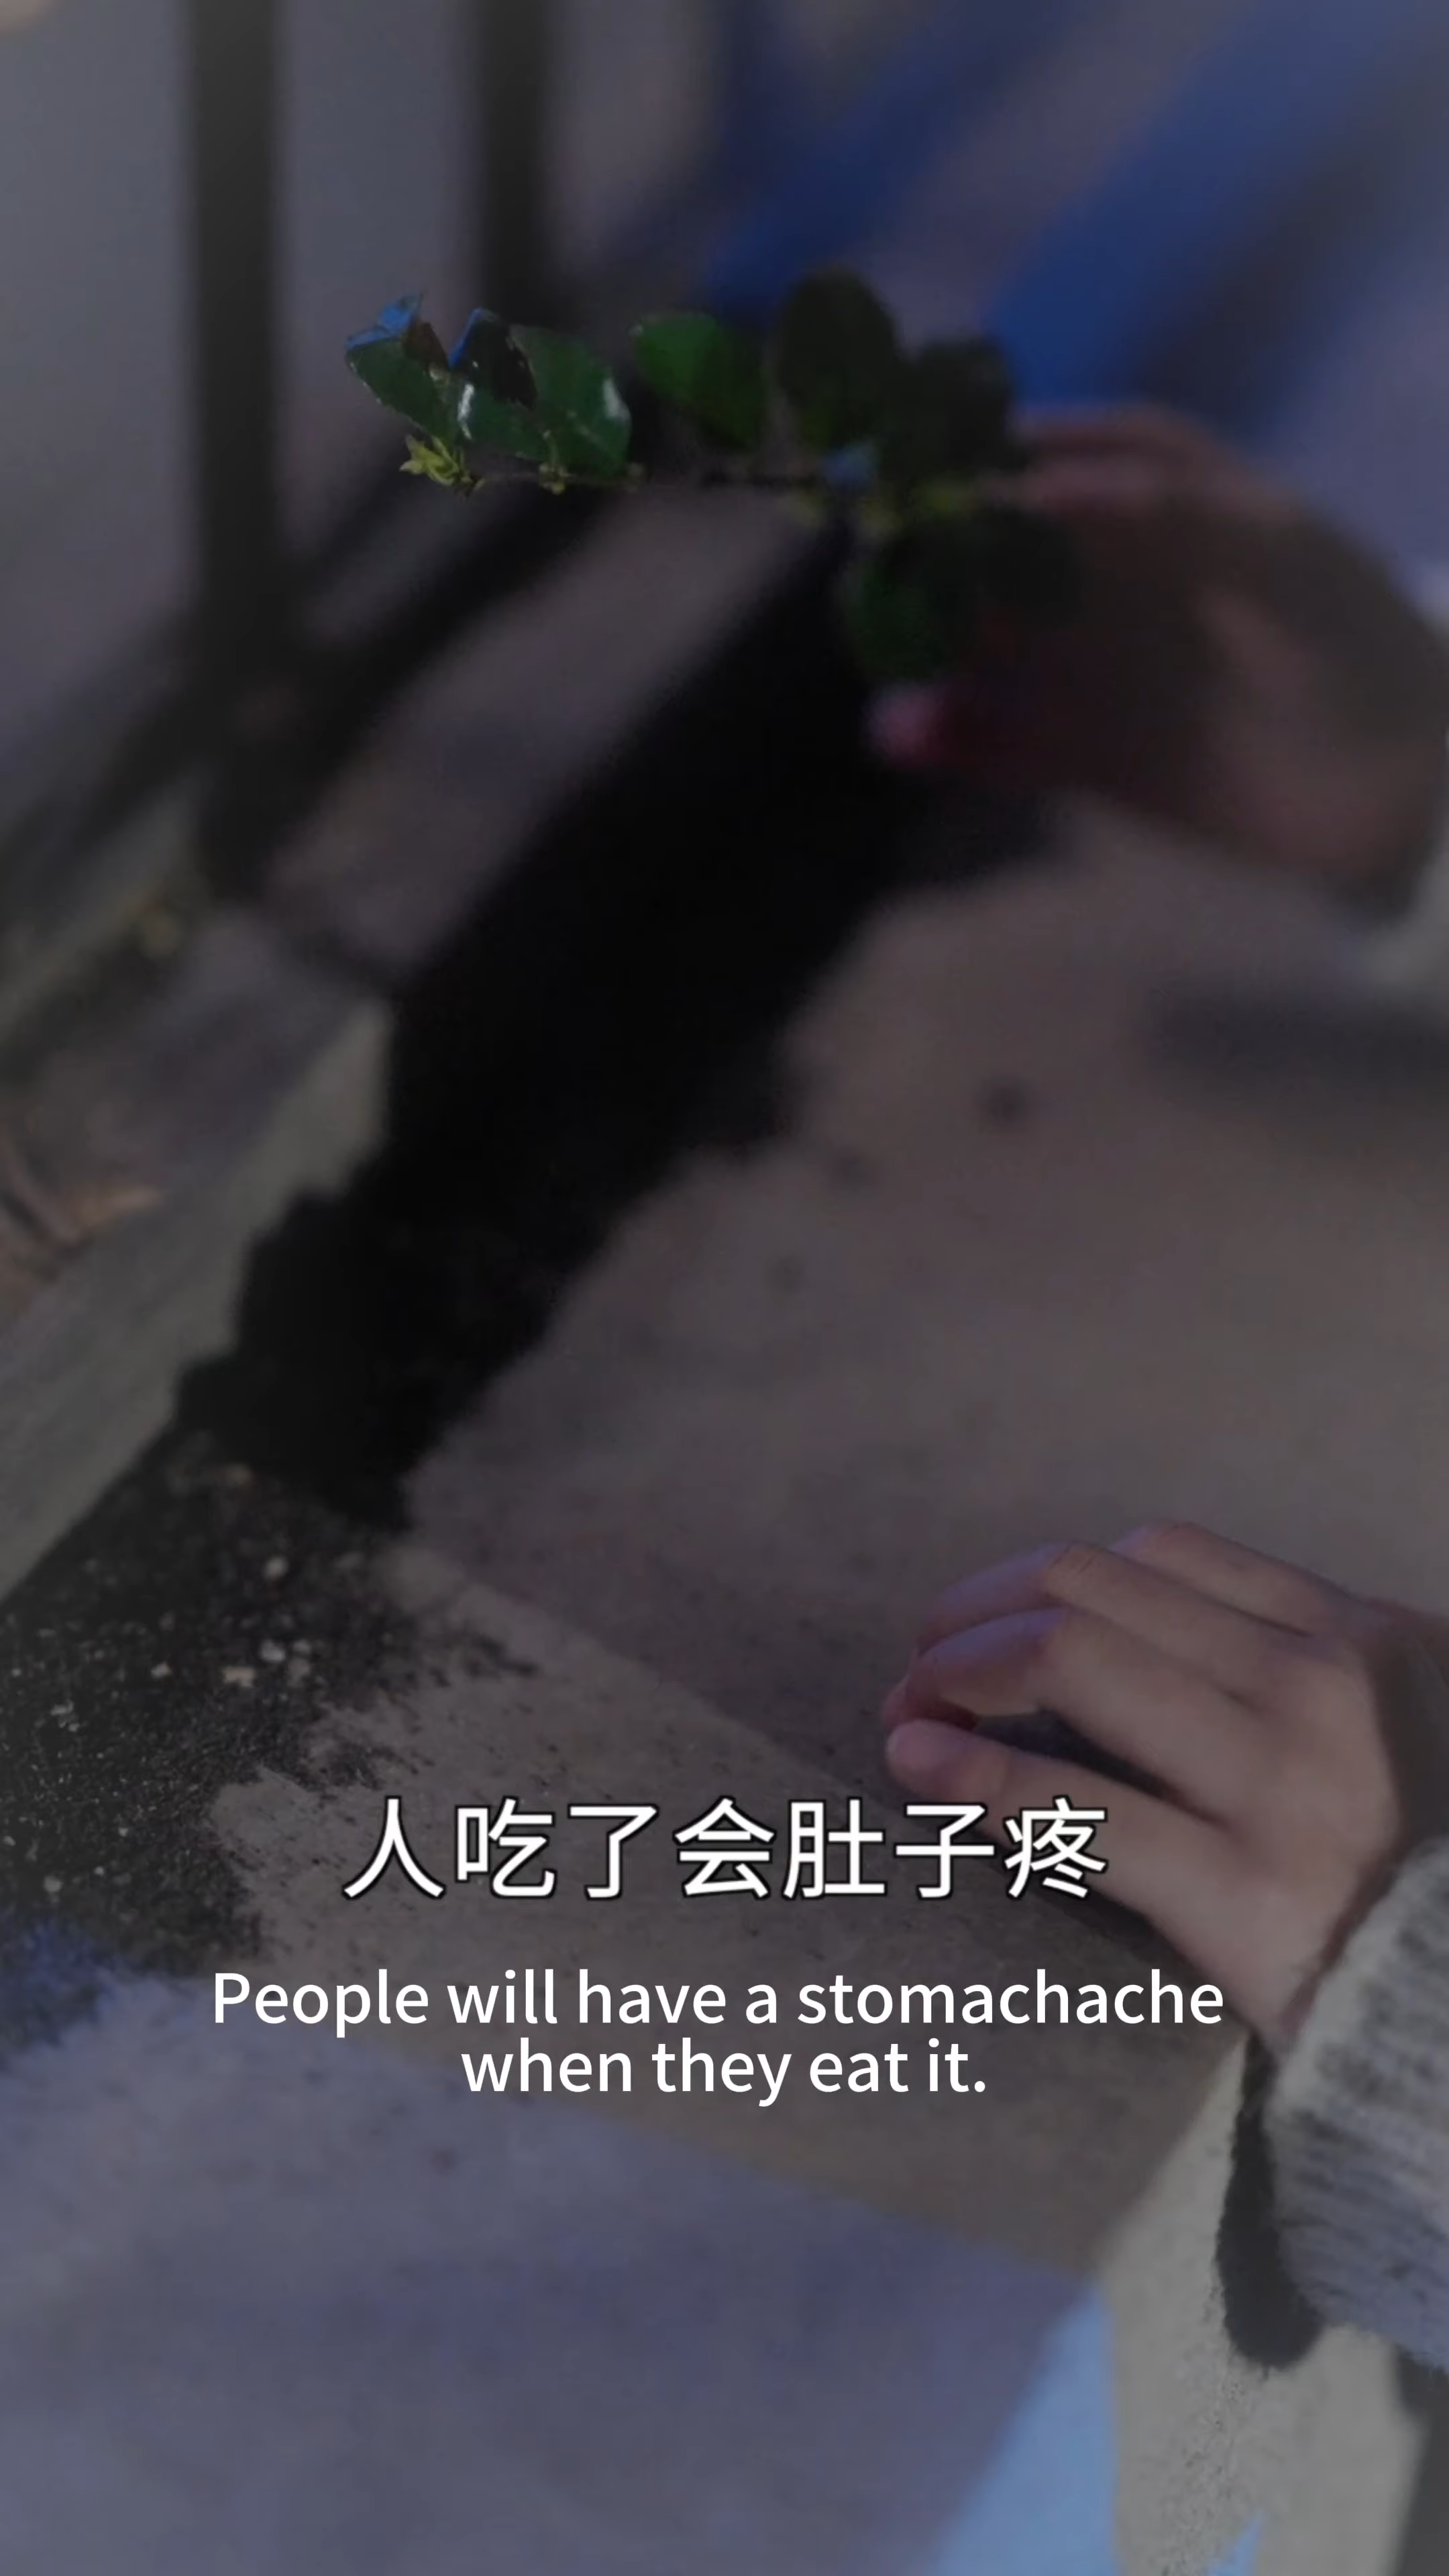 人吃了会肚子疼
People will have a stomachache
when they eat it.